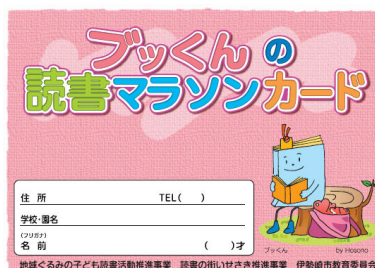 ブッくんの
読書マラソンカード
住 所 TEL( )
学校・園名
(フリガナ)
名 前 ( )才
ブッくん by Hosono
地域ぐるみの子ども読書活動推進事業 読書の街いせさき推進事業 伊勢崎市教育委員会